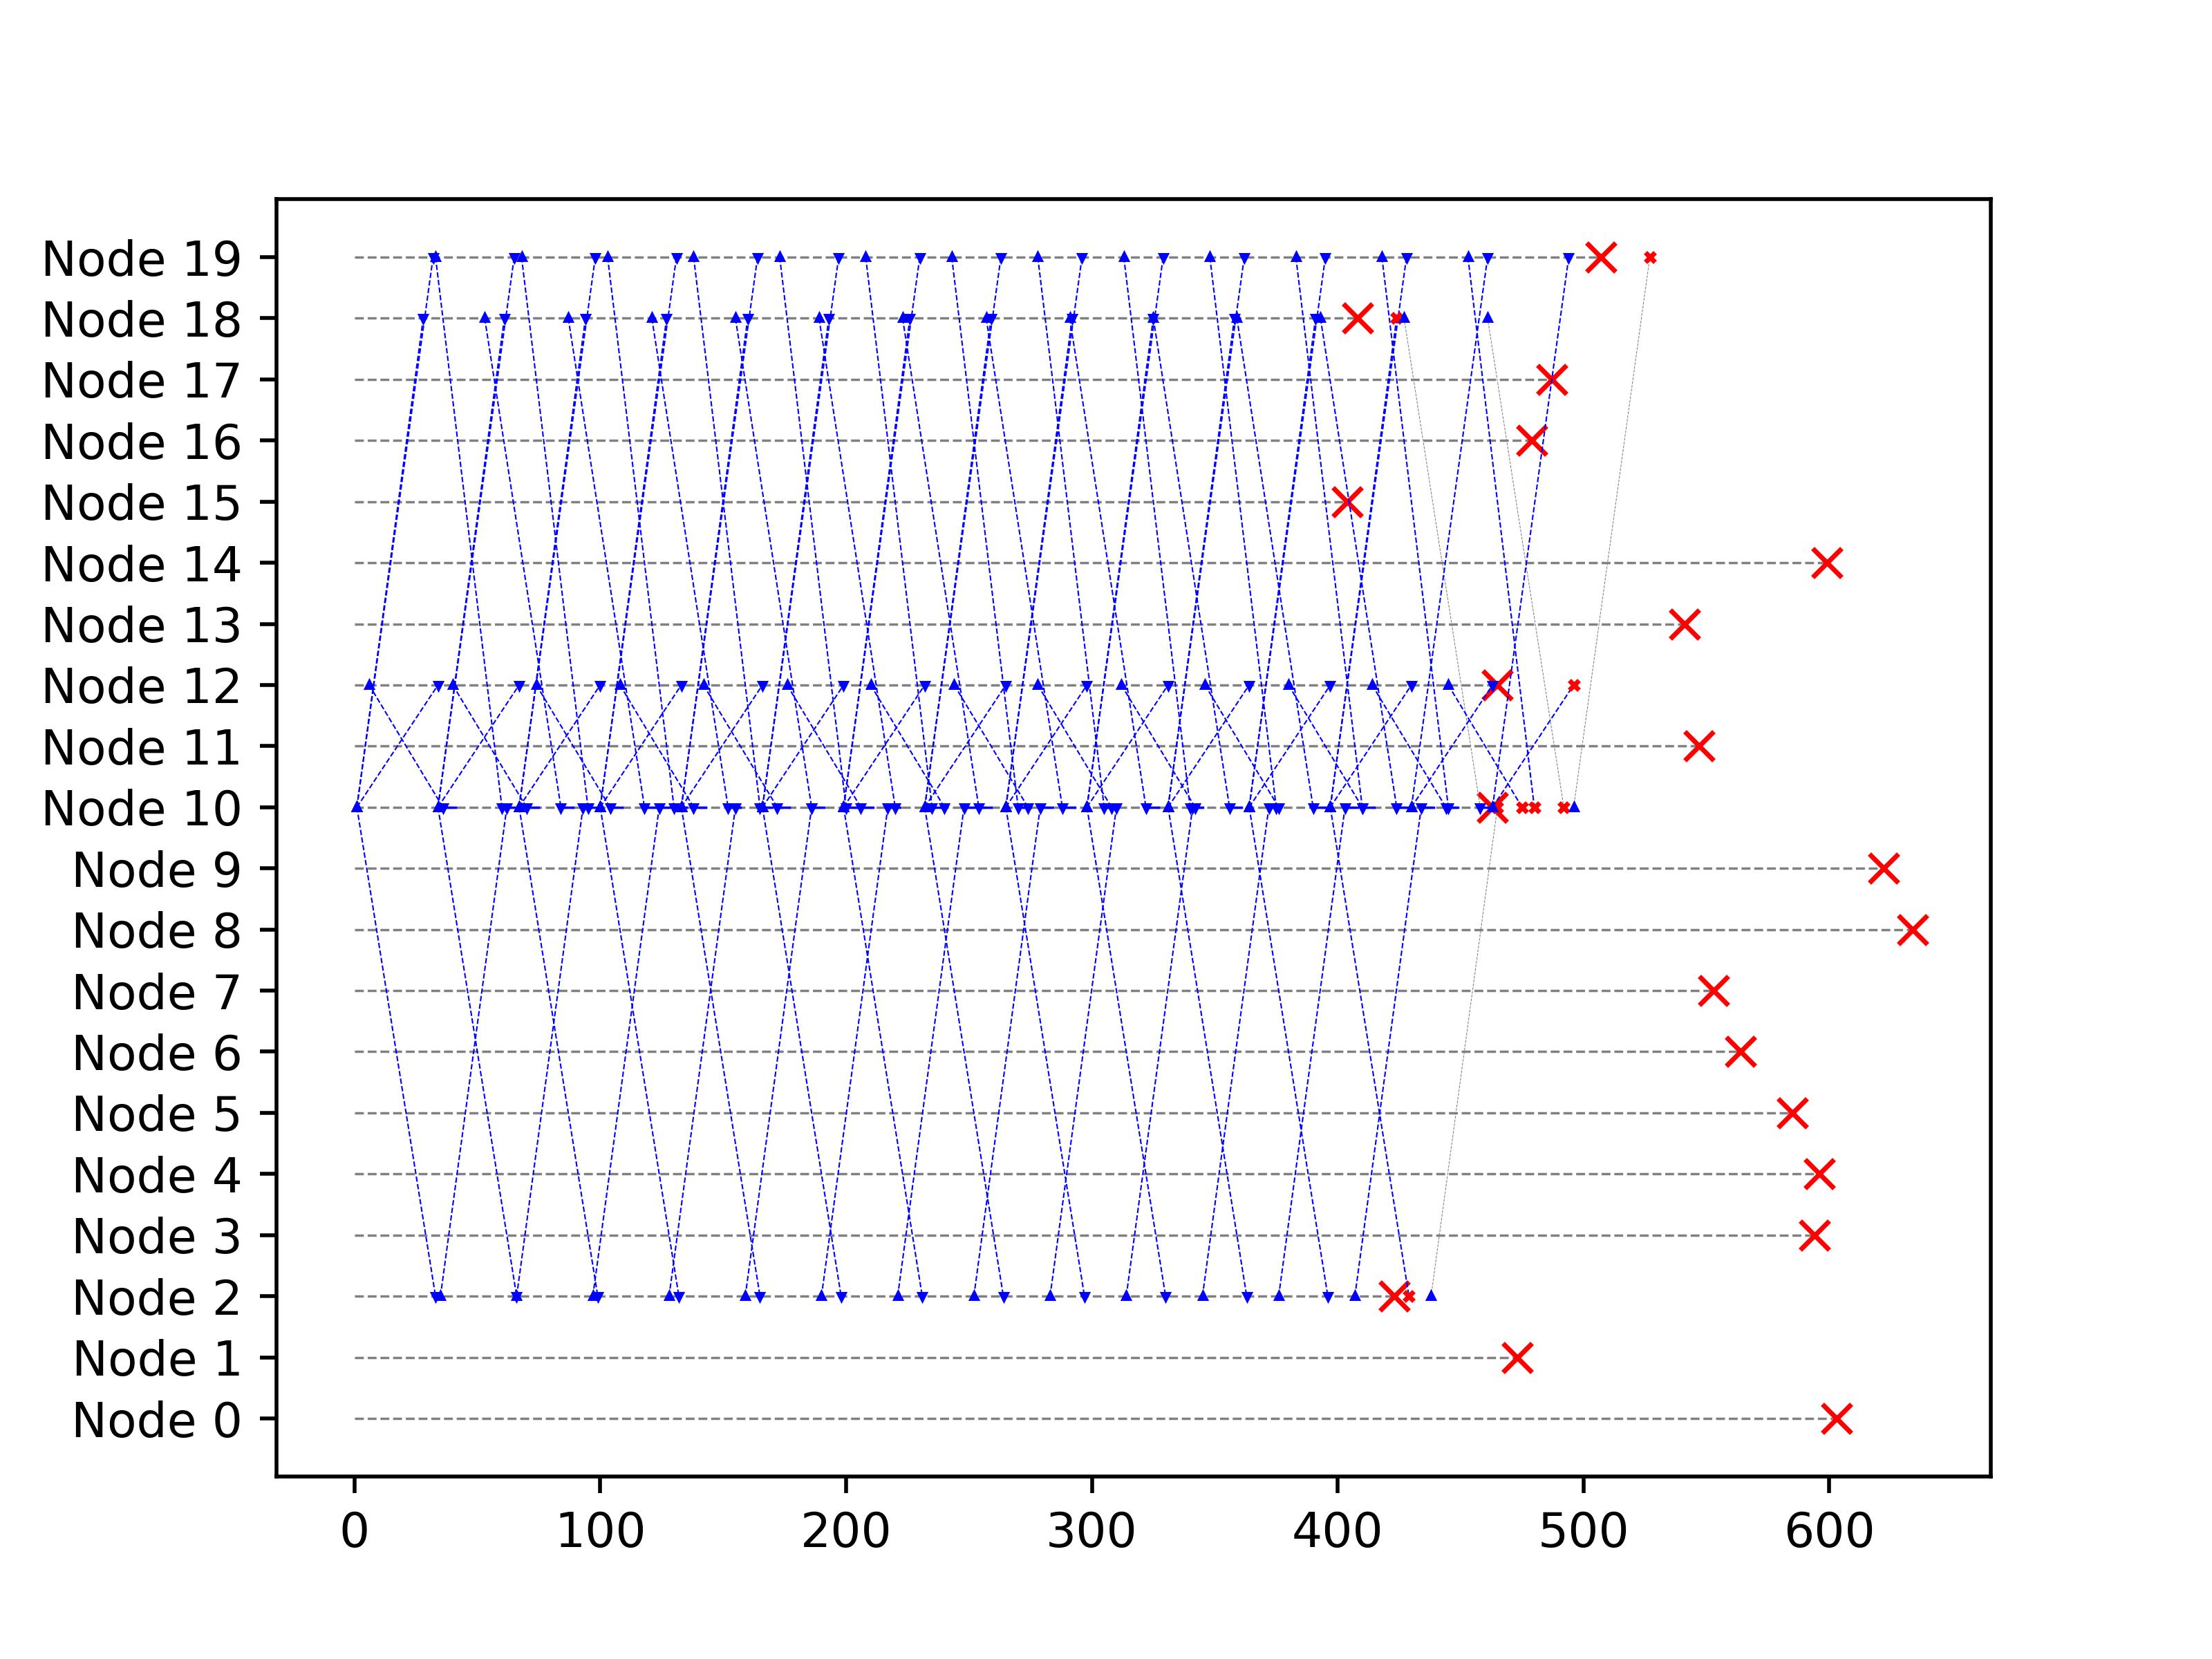 Node 19
Node 18
Node 17
Node 16
Node 15
Node 14
Node 13
Node 12
Node 11
Node 10
Node 9
Node 8
Node 7
Node 6
Node 5
Node 4
Node 3
Node 2
Node 1
Node 0
0 100 200 300 400 500 600